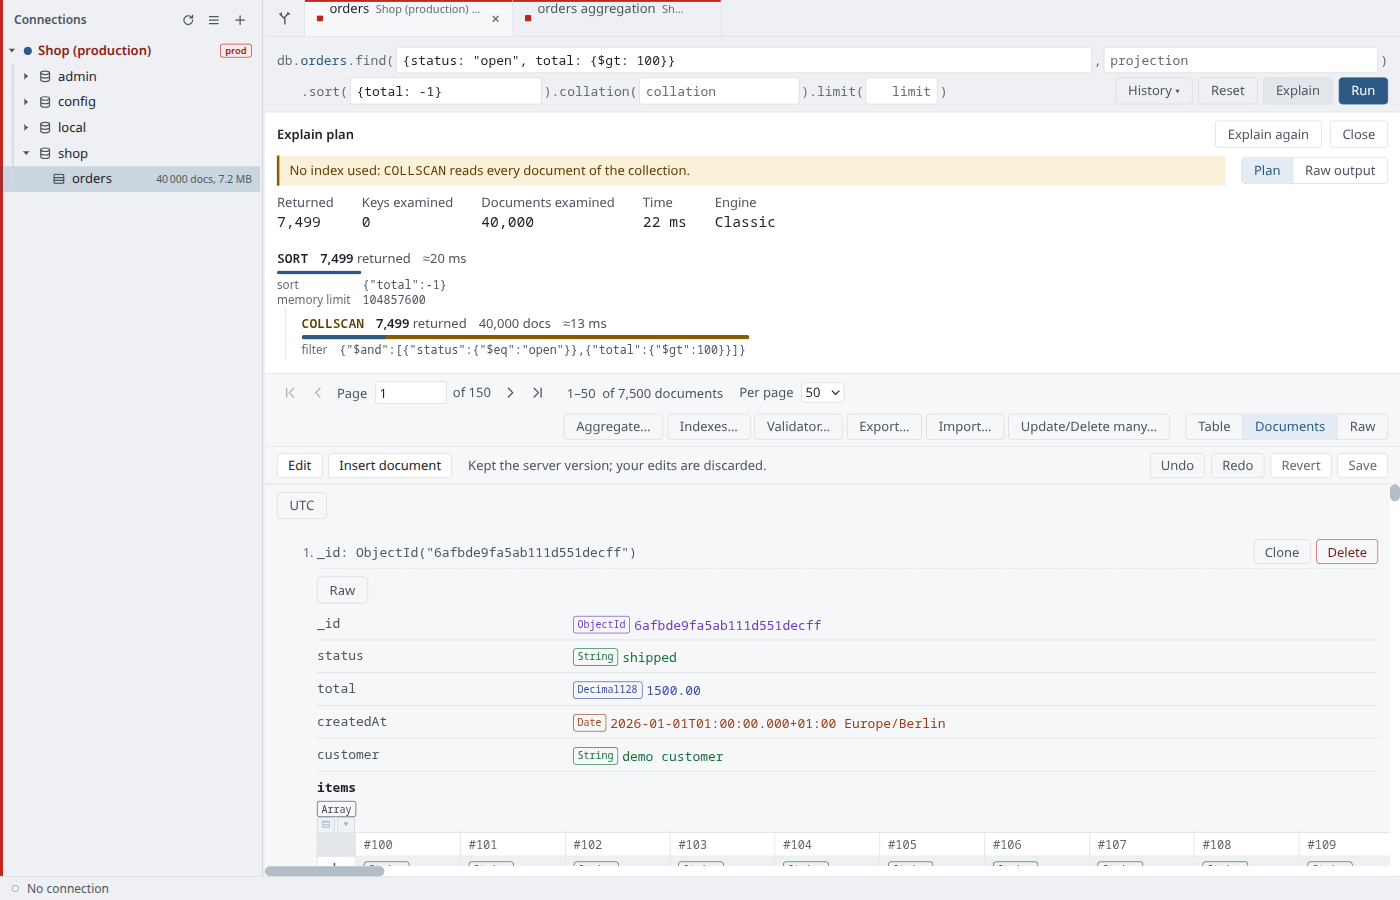 Connections
orders Shop (production) ... ×
orders aggregation Sh...
Shop (production) prod
admin
config
local
shop
orders 40 000 docs, 7.2 MB
db.orders.find( {status: "open", total: {$gt: 100}} , projection )
.sort( {total: -1} ).collation( collation ).limit( limit )
History Reset Explain Run
Explain plan
Explain again Close
No index used: COLLSCAN reads every document of the collection.
Plan Raw output
Returned Keys examined Documents examined Time Engine
7,499 0 40,000 22 ms Classic
SORT 7,499 returned ≈20 ms
sort {"total":-1}
memory limit 104857600
COLLSCAN 7,499 returned 40,000 docs ≈13 ms
filter {"$and":[{"status":{"$eq":"open"}},{"total":{"$gt":100}}]}
Page 1 of 150 1–50 of 7,500 documents Per page 50
Aggregate... Indexes... Validator... Export... Import... Update/Delete many... Table Documents Raw
Edit Insert document Kept the server version; your edits are discarded. Undo Redo Revert Save
UTC
1. _id: ObjectId("6afbde9fa5ab111d551decff") Clone Delete
Raw
_id ObjectId 6afbde9fa5ab111d551decff
status String shipped
total Decimal128 1500.00
createdAt Date 2026-01-01T01:00:00.000+01:00 Europe/Berlin
customer String demo customer
items
Array
#100 #101 #102 #103 #104 #105 #106 #107 #108 #109
No connection